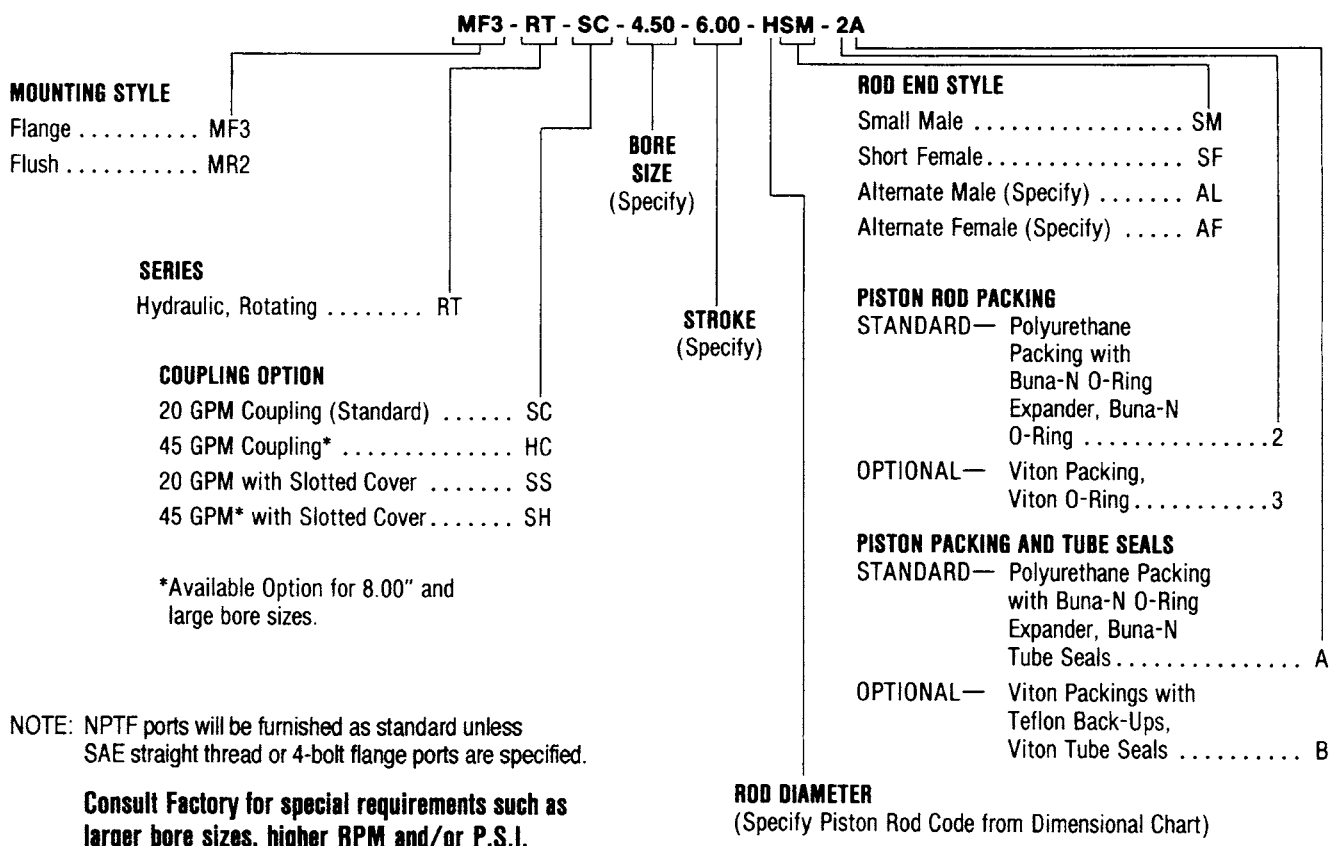 MF3 - RT - SC - 4.50 - 6.00 - HSM - 2A
MOUNTING STYLE
Flange .......... MF3
Flush ........... MR2
SERIES
Hydraulic, Rotating ........ RT
COUPLING OPTION
20 GPM Coupling (Standard) ...... SC
45 GPM Coupling* .............. HC
20 GPM with Slotted Cover ....... SS
45 GPM* with Slotted Cover....... SH
*Available Option for 8.00" and
large bore sizes.
NOTE: NPTF ports will be furnished as standard unless
SAE straight thread or 4-bolt flange ports are specified.
Consult Factory for special requirements such as
larger bore sizes, higher RPM and/or P.S.I.
BORE
SIZE
(Specify)
STROKE
(Specify)
ROD END STYLE
Small Male ................. SM
Short Female................ SF
Alternate Male (Specify) ....... AL
Alternate Female (Specify) ..... AF
PISTON ROD PACKING
STANDARD— Polyurethane
Packing with
Buna-N O-Ring
Expander, Buna-N
O-Ring ...............2
OPTIONAL— Viton Packing,
Viton O-Ring...........3
PISTON PACKING AND TUBE SEALS
STANDARD— Polyurethane Packing
with Buna-N O-Ring
Expander, Buna-N
Tube Seals............... A
OPTIONAL— Viton Packings with
Teflon Back-Ups,
Viton Tube Seals .......... B
ROD DIAMETER
(Specify Piston Rod Code from Dimensional Chart)